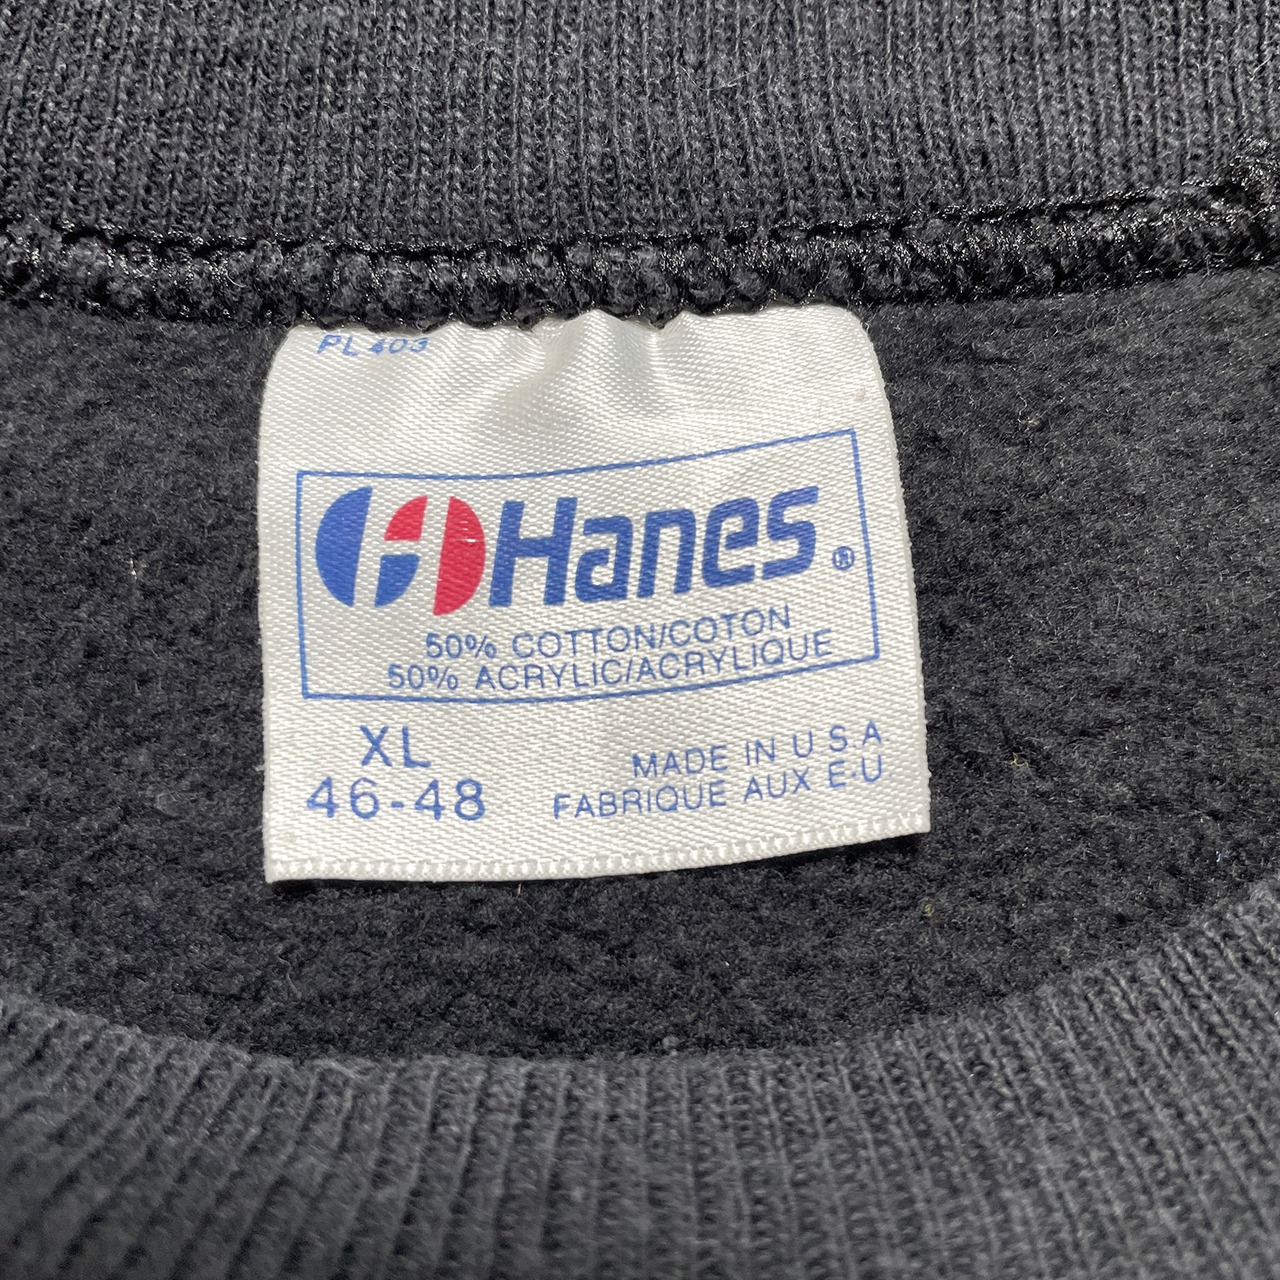 PL 403
Hanes ®
50% COTTON/COTON
50% ACRYLIC/ACRYLIQUE
XL
46-48
MADE IN U S A
FABRIQUE AUX E-U